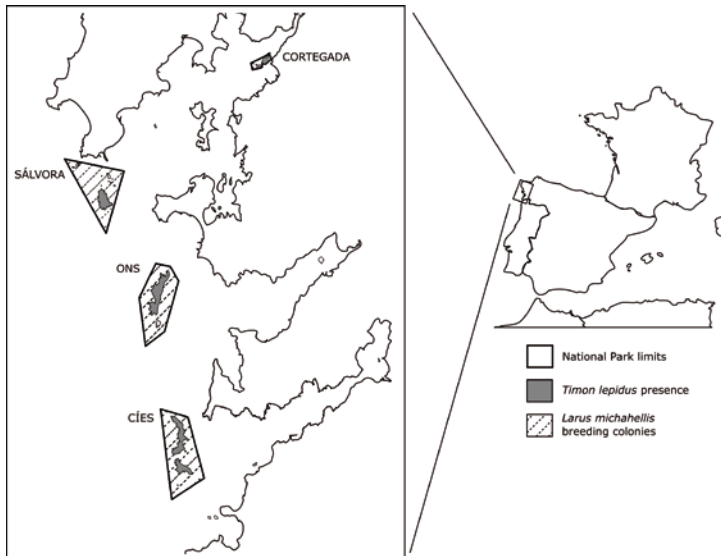 CORTEGADA
SÁLVORA
ONS
CÍES
National Park limits
Timon lepidus presence
Larus michahellis
breeding colonies